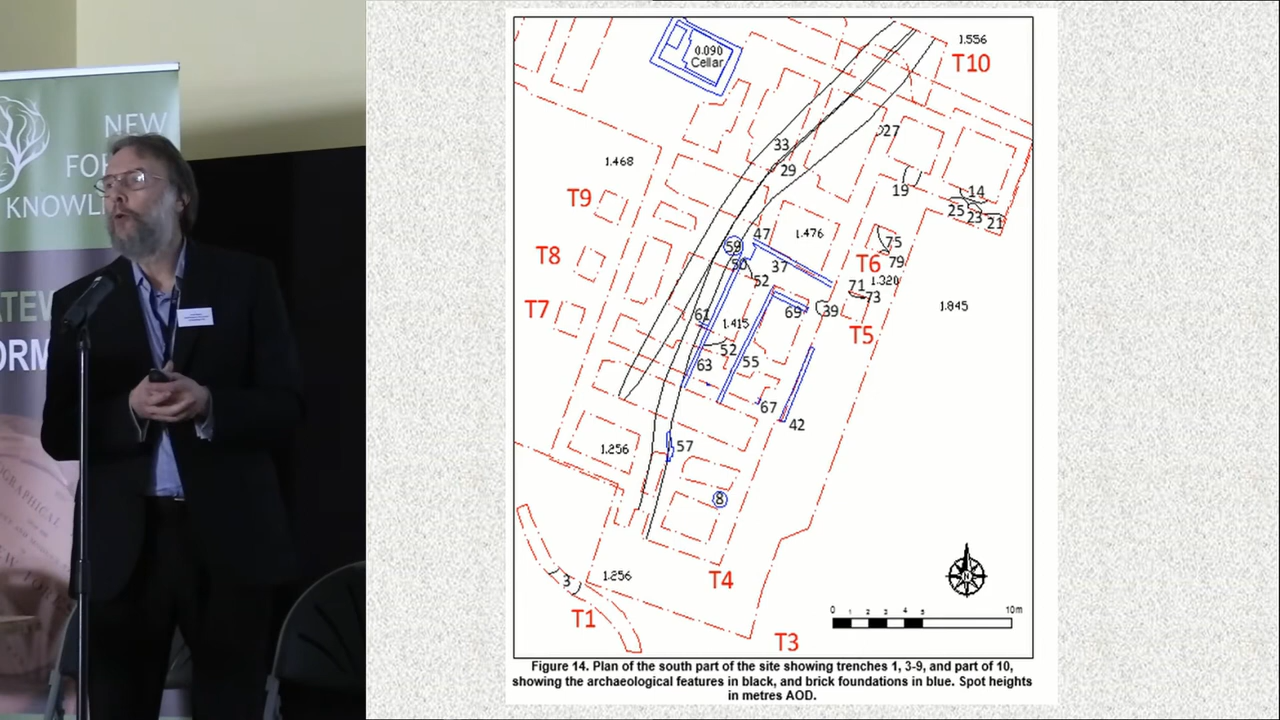 NEW
FOR
KNOWL
ATEW
ORM
0.090
Cellar
1.556
T10
33
27
29
1.468
19
14
25
23
21
T9
47
1.476
59
75
50
37
79
T8
52
T6
1.320
71
73
T7
61
1.415
69
39
1.845
T5
52
63
55
67
42
57
1.256
8
3
1.256
T4
T1
T3
N
0 1 2 3 4 5 10m
Figure 14. Plan of the south part of the site showing trenches 1, 3-9, and part of 10,
showing the archaeological features in black, and brick foundations in blue. Spot heights
in metres AOD.